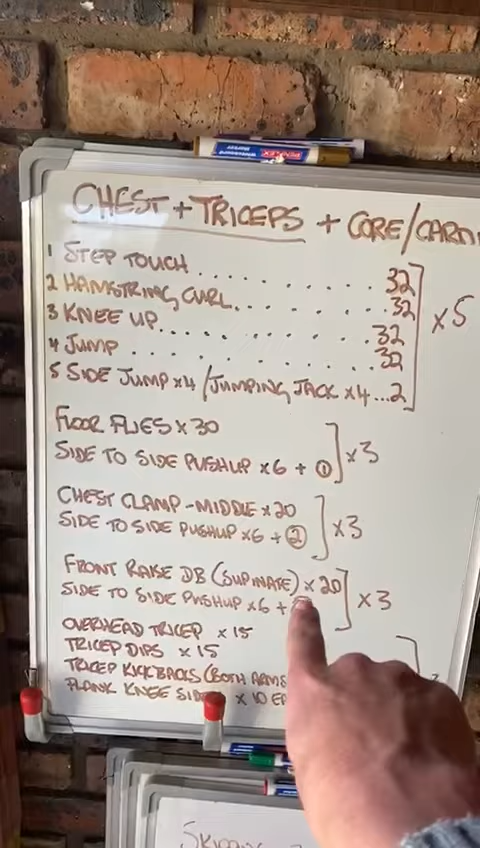 CHEST + TRICEPS + CORE/CARDI
1 STEP TOUCH . . . . . . . . . . 32
2 HAMSTRING CURL . . . . . . . . . 32
3 KNEE UP . . . . . . . . . . . 32
4 JUMP . . . . . . . . . . . 32
5 SIDE JUMP x4 / JUMPING JACK x4 ...2
x5
FLOOR FLIES x 30
SIDE TO SIDE PUSHUP x6 + 1
x3
CHEST CLAMP - MIDDLE x20
SIDE TO SIDE PUSHUP x6 + 2
x3
FRONT RAISE DB (SUPINATE) x 20
SIDE TO SIDE PUSHUP x6 +
x3
OVERHEAD TRICEP x 15
TRICEP DIPS x 15
TRICEP KICKBACKS (BOTH ARMS
PLANK KNEE x 10